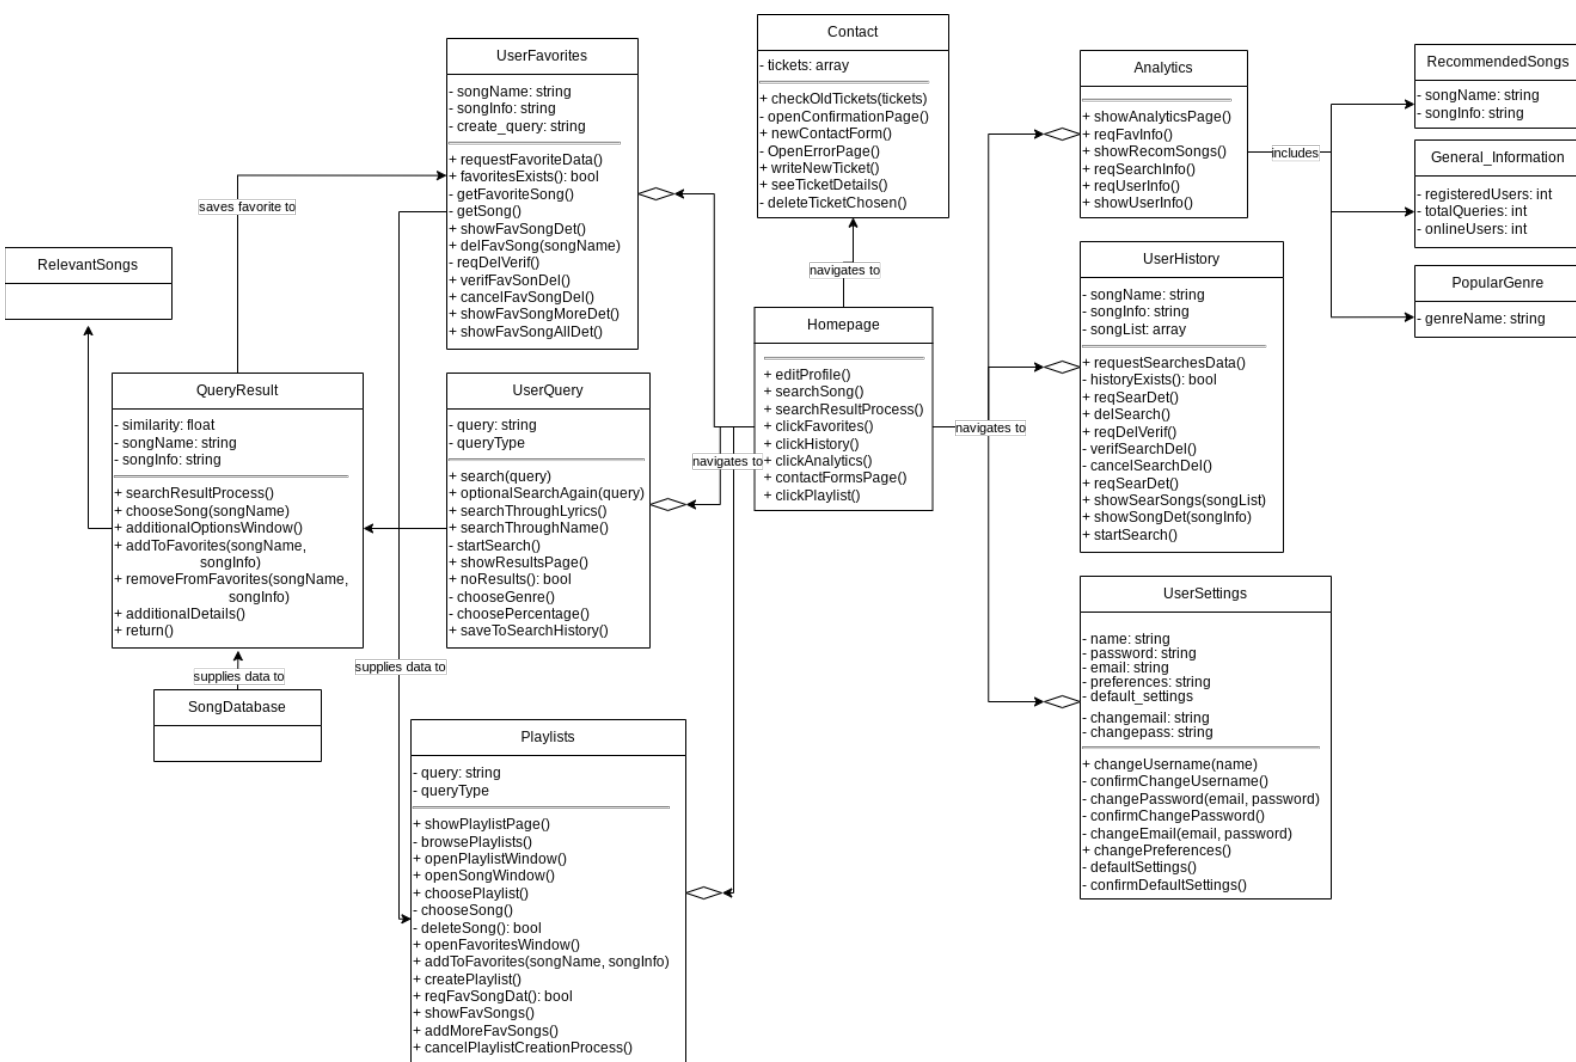 Contact
- tickets: array
+ checkOldTickets(tickets)
- openConfirmationPage()
+ newContactForm()
- OpenErrorPage()
+ writeNewTicket()
+ seeTicketDetails()
- deleteTicketChosen()
UserFavorites
- songName: string
- songInfo: string
- create_query: string
+ requestFavoriteData()
+ favoritesExists(): bool
- getFavoriteSong()
- getSong()
+ showFavSongDet()
+ delFavSong(songName)
- reqDelVerif()
+ verifFavSonDel()
+ cancelFavSongDel()
+ showFavSongMoreDet()
+ showFavSongAllDet()
Analytics
+ showAnalyticsPage()
+ reqFavInfo()
+ showRecomSongs()
+ reqSearchInfo()
+ reqUserInfo()
+ showUserInfo()
includes
RecommendedSongs
- songName: string
- songInfo: string
General_Information
- registeredUsers: int
- totalQueries: int
- onlineUsers: int
PopularGenre
- genreName: string
saves favorite to
RelevantSongs
navigates to
Homepage
+ editProfile()
+ searchSong()
+ searchResultProcess()
+ clickFavorites()
+ clickHistory()
+ clickAnalytics()
+ contactFormsPage()
+ clickPlaylist()
navigates to
navigates to
UserHistory
- songName: string
- songInfo: string
- songList: array
+ requestSearchesData()
- historyExists(): bool
+ reqSearDet()
+ delSearch()
+ reqDelVerif()
- verifSearchDel()
- cancelSearchDel()
+ reqSearDet()
+ showSearSongs(songList)
+ showSongDet(songInfo)
+ startSearch()
QueryResult
- similarity: float
- songName: string
- songInfo: string
+ searchResultProcess()
+ chooseSong(songName)
+ additionalOptionsWindow()
+ addToFavorites(songName,
songInfo)
+ removeFromFavorites(songName,
songInfo)
+ additionalDetails()
+ return()
UserQuery
- query: string
- queryType
+ search(query)
+ optionalSearchAgain(query)
+ searchThroughLyrics()
+ searchThroughName()
- startSearch()
+ showResultsPage()
+ noResults(): bool
- chooseGenre()
- choosePercentage()
+ saveToSearchHistory()
supplies data to
supplies data to
SongDatabase
UserSettings
- name: string
- password: string
- email: string
- preferences: string
- default_settings
- changemail: string
- changepass: string
+ changeUsername(name)
- confirmChangeUsername()
- changePassword(email, password)
- confirmChangePassword()
- changeEmail(email, password)
+ changePreferences()
- defaultSettings()
- confirmDefaultSettings()
Playlists
- query: string
- queryType
+ showPlaylistPage()
- browsePlaylists()
+ openPlaylistWindow()
+ openSongWindow()
+ choosePlaylist()
- chooseSong()
- deleteSong(): bool
+ openFavoritesWindow()
+ addToFavorites(songName, songInfo)
+ createPlaylist()
+ reqFavSongDat(): bool
+ showFavSongs()
+ addMoreFavSongs()
+ cancelPlaylistCreationProcess()